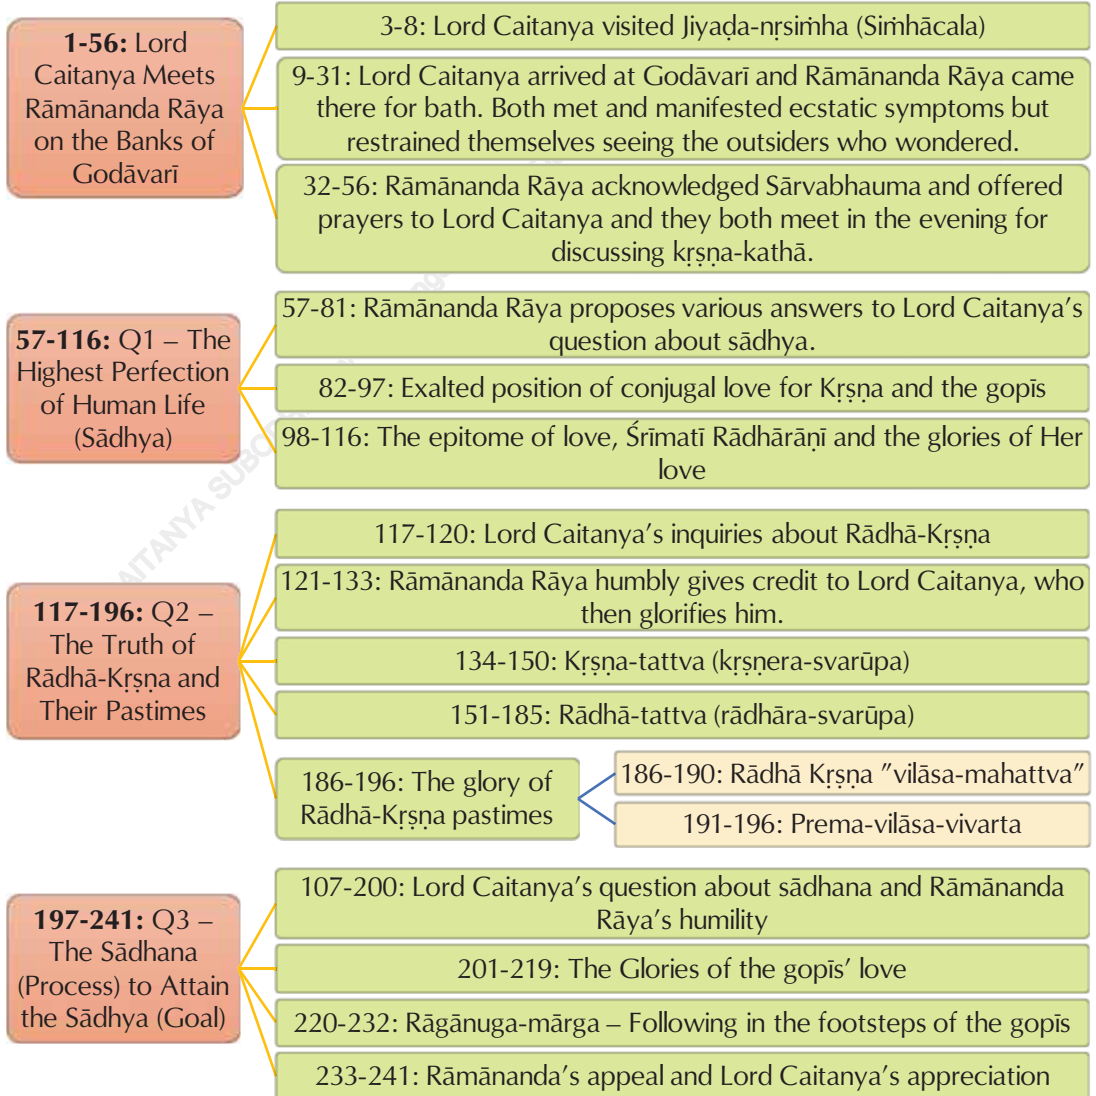 1-56: Lord
Caitanya Meets
Rāmānanda Rāya
on the Banks of
Godāvarī
3-8: Lord Caitanya visited Jiyaḍa-nṛsiṁha (Siṁhācala)
9-31: Lord Caitanya arrived at Godāvarī and Rāmānanda Rāya came
there for bath. Both met and manifested ecstatic symptoms but
restrained themselves seeing the outsiders who wondered.
32-56: Rāmānanda Rāya acknowledged Sārvabhauma and offered
prayers to Lord Caitanya and they both meet in the evening for
discussing kṛṣṇa-kathā.
57-116: Q1 – The
Highest Perfection
of Human Life
(Sādhya)
57-81: Rāmānanda Rāya proposes various answers to Lord Caitanya's
question about sādhya.
82-97: Exalted position of conjugal love for Kṛṣṇa and the gopīs
98-116: The epitome of love, Śrīmatī Rādhārāṇī and the glories of Her
love
117-196: Q2 –
The Truth of
Rādhā-Kṛṣṇa and
Their Pastimes
117-120: Lord Caitanya's inquiries about Rādhā-Kṛṣṇa
121-133: Rāmānanda Rāya humbly gives credit to Lord Caitanya, who
then glorifies him.
134-150: Kṛṣṇa-tattva (kṛṣṇera-svarūpa)
151-185: Rādhā-tattva (rādhāra-svarūpa)
186-196: The glory of
Rādhā-Kṛṣṇa pastimes
186-190: Rādhā Kṛṣṇa "vilāsa-mahattva"
191-196: Prema-vilāsa-vivarta
197-241: Q3 –
The Sādhana
(Process) to Attain
the Sādhya (Goal)
107-200: Lord Caitanya's question about sādhana and Rāmānanda
Rāya's humility
201-219: The Glories of the gopīs' love
220-232: Rāgānuga-mārga – Following in the footsteps of the gopīs
233-241: Rāmānanda's appeal and Lord Caitanya's appreciation